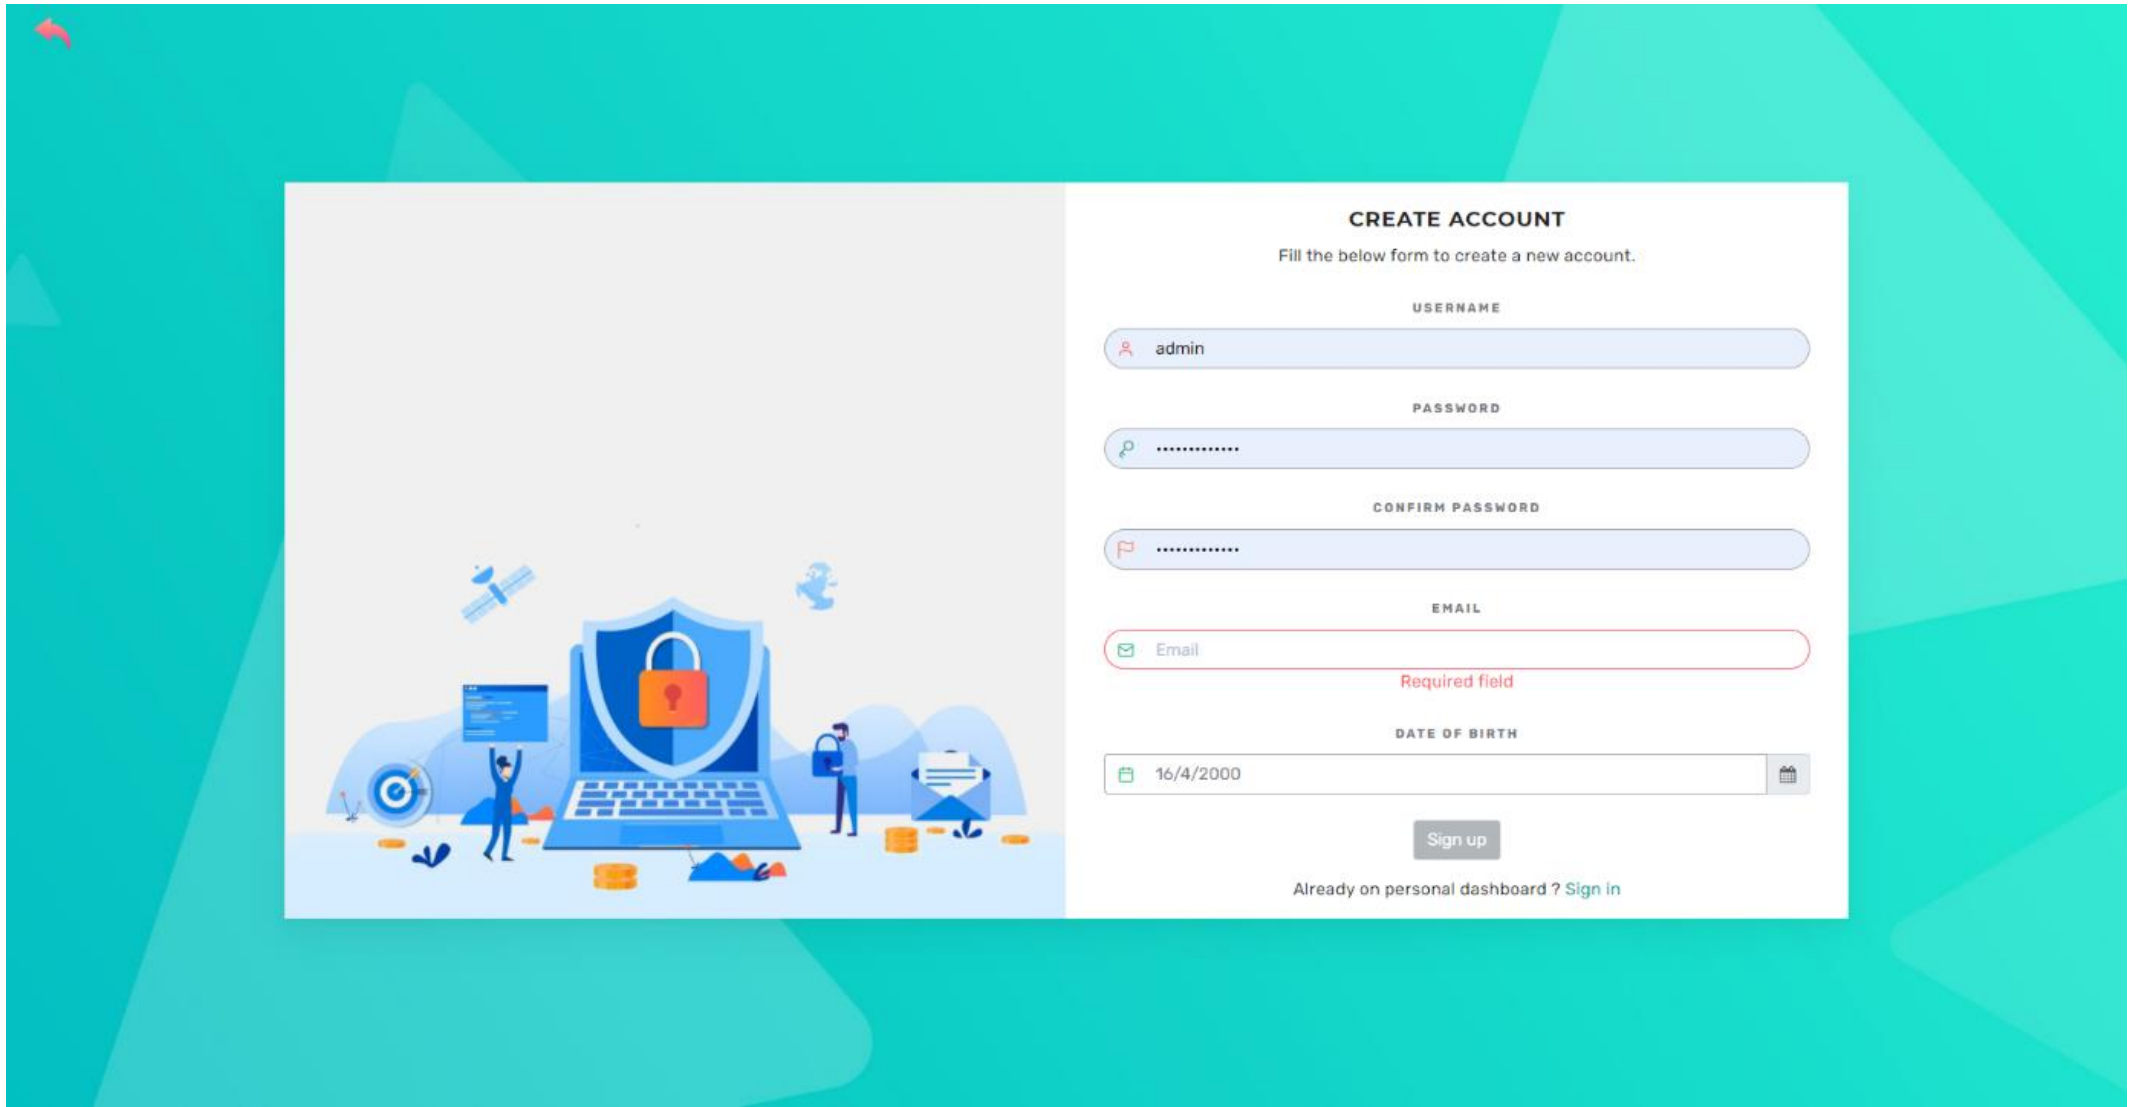 CREATE ACCOUNT
Fill the below form to create a new account.
USERNAME
admin
PASSWORD
•••••••••••••
CONFIRM PASSWORD
•••••••••••••
EMAIL
Email
Required field
DATE OF BIRTH
16/4/2000
Sign up
Already on personal dashboard ? Sign in